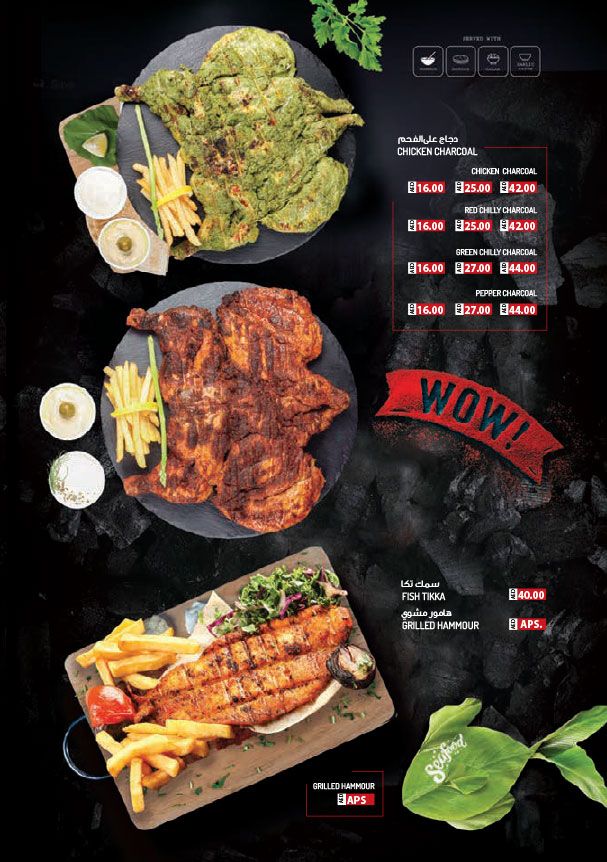 SERVED WITH
دجاج على الفحم
CHICKEN CHARCOAL
CHICKEN CHARCOAL
AED 16.00 AED 25.00 AED 42.00
RED CHILLY CHARCOAL
AED 16.00 AED 25.00 AED 42.00
GREEN CHILLY CHARCOAL
AED 16.00 AED 27.00 AED 44.00
PEPPER CHARCOAL
AED 16.00 AED 27.00 AED 44.00
WOW!
سمك تكا
FISH TIKKA AED 40.00
هامور مشوي
GRILLED HAMMOUR AED APS.
Seafood
GRILLED HAMMOUR
AED APS